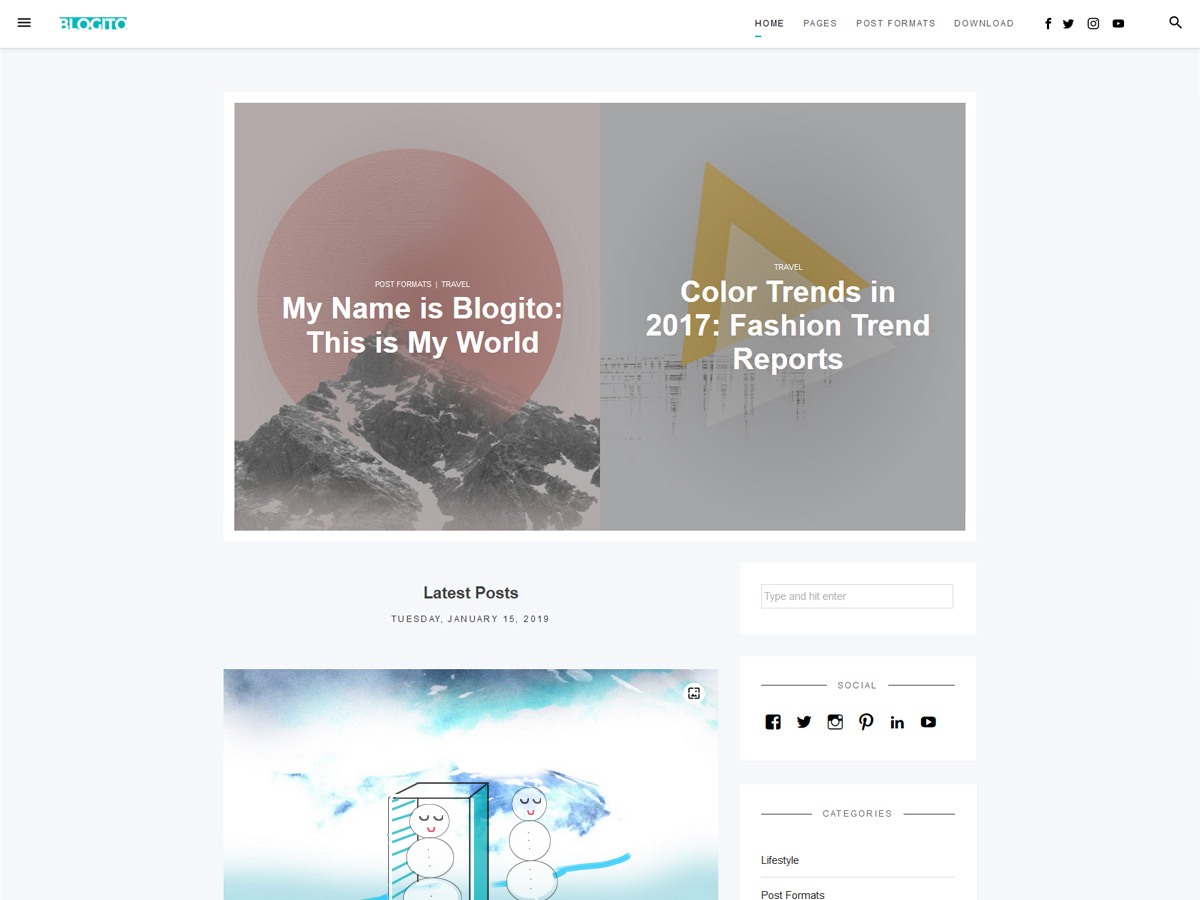 BLOGITO
HOME PAGES POST FORMATS DOWNLOAD
POST FORMATS | TRAVEL
My Name is Blogito:
This is My World
TRAVEL
Color Trends in
2017: Fashion Trend
Reports
Latest Posts
TUESDAY, JANUARY 15, 2019
Type and hit enter
SOCIAL
CATEGORIES
Lifestyle
Post Formats